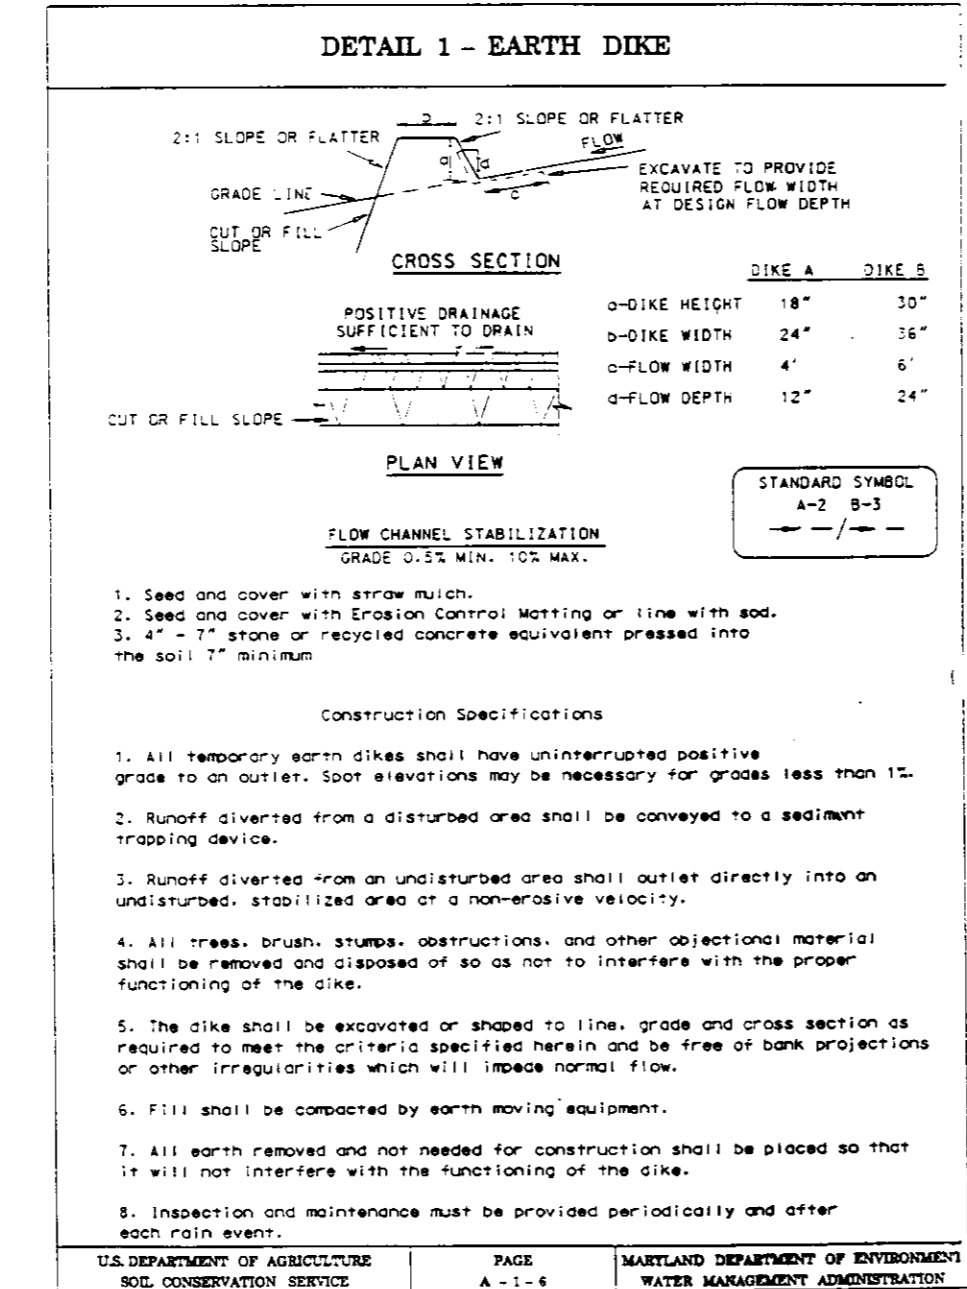 DETAIL 1 - EARTH DIKE
b
2:1 SLOPE OR FLATTER
2:1 SLOPE OR FLATTER
FLOW
a
d
EXCAVATE TO PROVIDE
REQUIRED FLOW WIDTH
AT DESIGN FLOW DEPTH
GRADE LINE
c
CUT OR FILL
SLOPE
CROSS SECTION
DIKE A DIKE B
a-DIKE HEIGHT 18" 30"
b-DIKE WIDTH 24" 36"
c-FLOW WIDTH 4' 6'
d-FLOW DEPTH 12" 24"
POSITIVE DRAINAGE
SUFFICIENT TO DRAIN
CUT OR FILL SLOPE
PLAN VIEW
STANDARD SYMBOL
A-2 B-3
FLOW CHANNEL STABILIZATION
GRADE 0.5% MIN. 10% MAX.
1. Seed and cover with straw mulch.
2. Seed and cover with Erosion Control Matting or line with sod.
3. 4" - 7" stone or recycled concrete equivalent pressed into
the soil 7" minimum
Construction Specifications
1. All temporary earth dikes shall have uninterrupted positive
grade to an outlet. Spot elevations may be necessary for grades less than 1%.
2. Runoff diverted from a disturbed area shall be conveyed to a sediment
trapping device.
3. Runoff diverted from an undisturbed area shall outlet directly into an
undisturbed, stabilized area at a non-erosive velocity.
4. All trees, brush, stumps, obstructions, and other objectional material
shall be removed and disposed of so as not to interfere with the proper
functioning of the dike.
5. The dike shall be excavated or shaped to line, grade and cross section as
required to meet the criteria specified herein and be free of bank projections
or other irregularities which will impede normal flow.
6. Fill shall be compacted by earth moving equipment.
7. All earth removed and not needed for construction shall be placed so that
it will not interfere with the functioning of the dike.
8. Inspection and maintenance must be provided periodically and after
each rain event.
U.S. DEPARTMENT OF AGRICULTURE
SOIL CONSERVATION SERVICE
PAGE
A - 1 - 6
MARYLAND DEPARTMENT OF ENVIRONMENT
WATER MANAGEMENT ADMINISTRATION